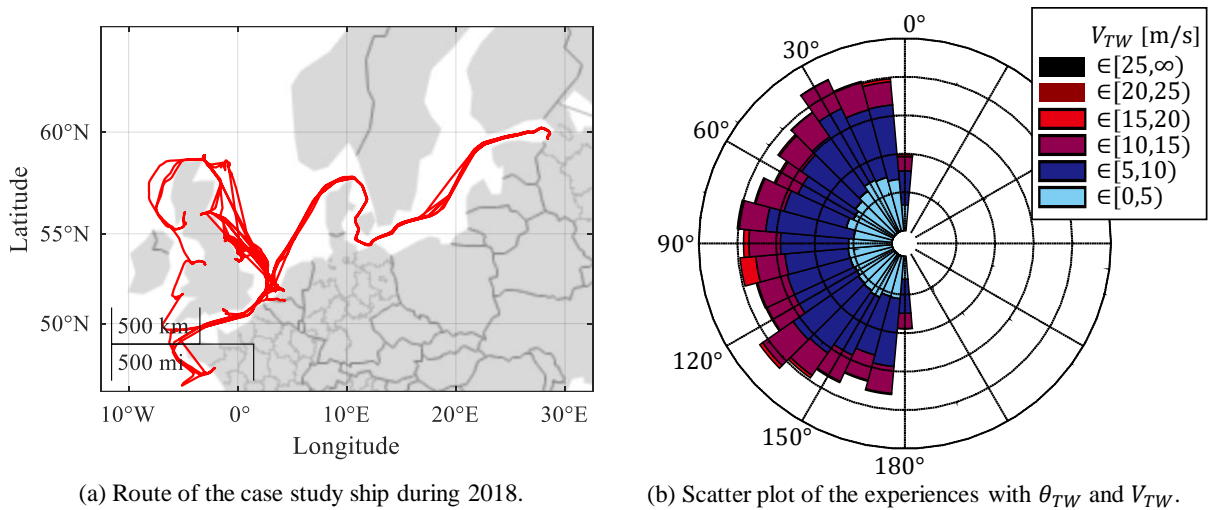 60°N
55°N
50°N
Latitude
500 km
500 mi
10°W
0°
10°E
20°E
30°E
Longitude
(a) Route of the case study ship during 2018.
0°
30°
60°
90°
120°
150°
180°
V_TW [m/s]
∈[25,∞)
∈[20,25)
∈[15,20)
∈[10,15)
∈[5,10)
∈[0,5)
(b) Scatter plot of the experiences with θ_TW and V_TW.